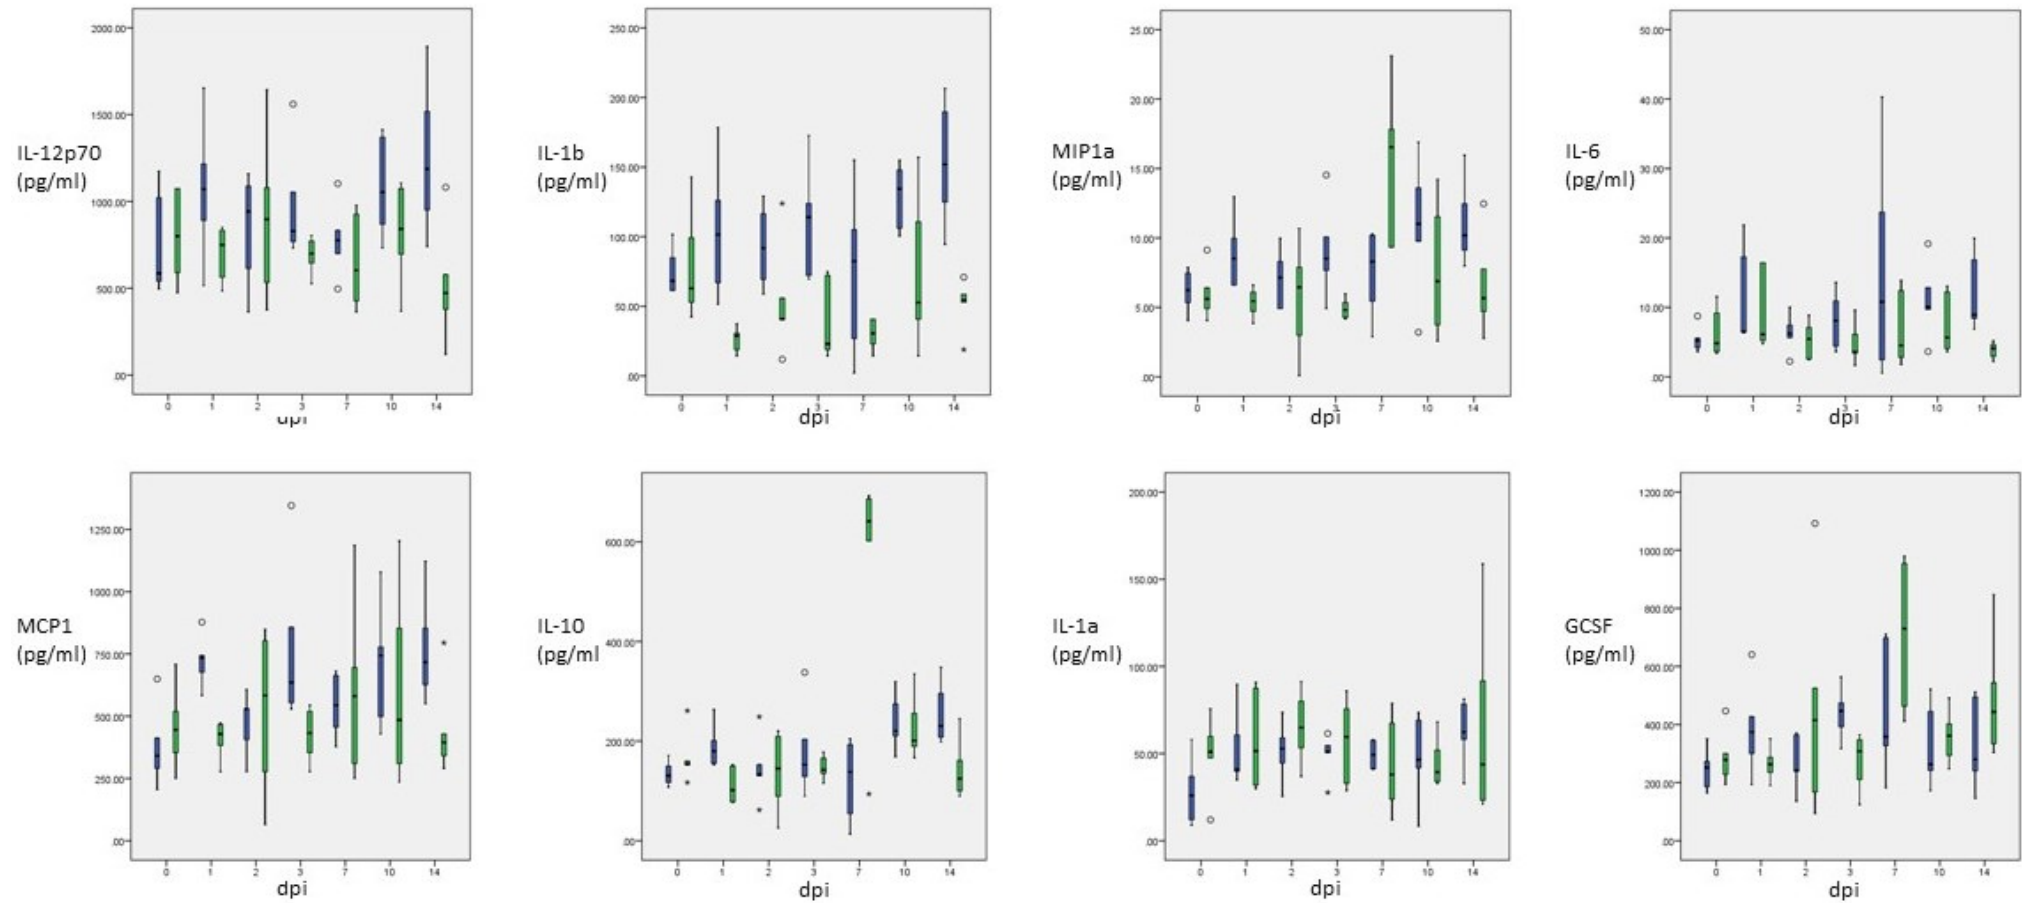 2000.00
1500.00
1000.00
500.00
.00
IL-12p70
(pg/ml)
0 1 2 3 7 10 14
dpi
250.00
200.00
150.00
100.00
50.00
.00
IL-1b
(pg/ml)
0 1 2 3 7 10 14
dpi
25.00
20.00
15.00
10.00
5.00
.00
MIP1a
(pg/ml)
0 1 2 3 7 10 14
dpi
50.00
40.00
30.00
20.00
10.00
.00
IL-6
(pg/ml)
0 1 2 3 7 10 14
dpi
1250.00
1000.00
750.00
500.00
250.00
.00
MCP1
(pg/ml)
0 1 2 3 7 10 14
dpi
600.00
400.00
200.00
.00
IL-10
(pg/ml
0 1 2 3 7 10 14
dpi
200.00
150.00
100.00
50.00
.00
IL-1a
(pg/ml)
0 1 2 3 7 10 14
dpi
1200.00
1000.00
800.00
600.00
400.00
200.00
.00
GCSF
(pg/ml)
0 1 2 3 7 10 14
dpi